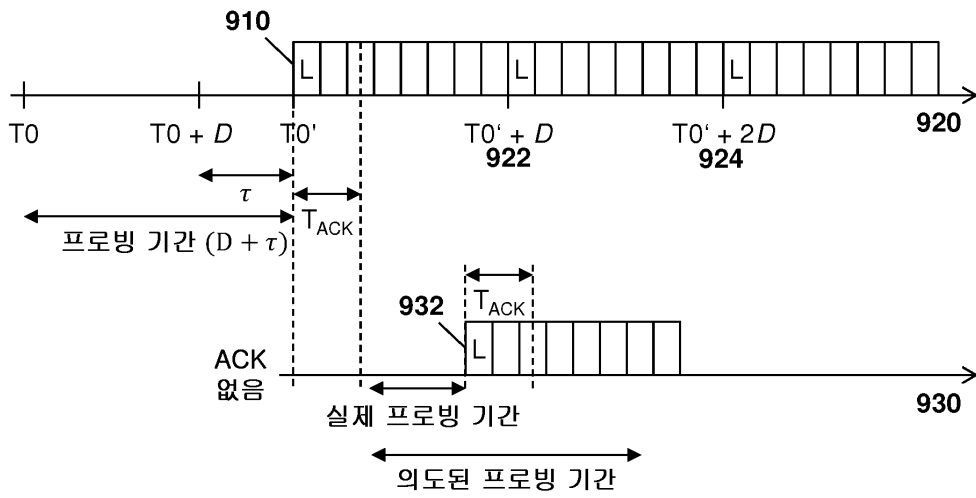 910
L L L
T0 T0 + D T0' T0‘ + D T0‘ + 2D 920
922 924
τ
T_ACK
프로빙 기간 (D + τ)
932 T_ACK
L
ACK
없음
930
실제 프로빙 기간
의도된 프로빙 기간